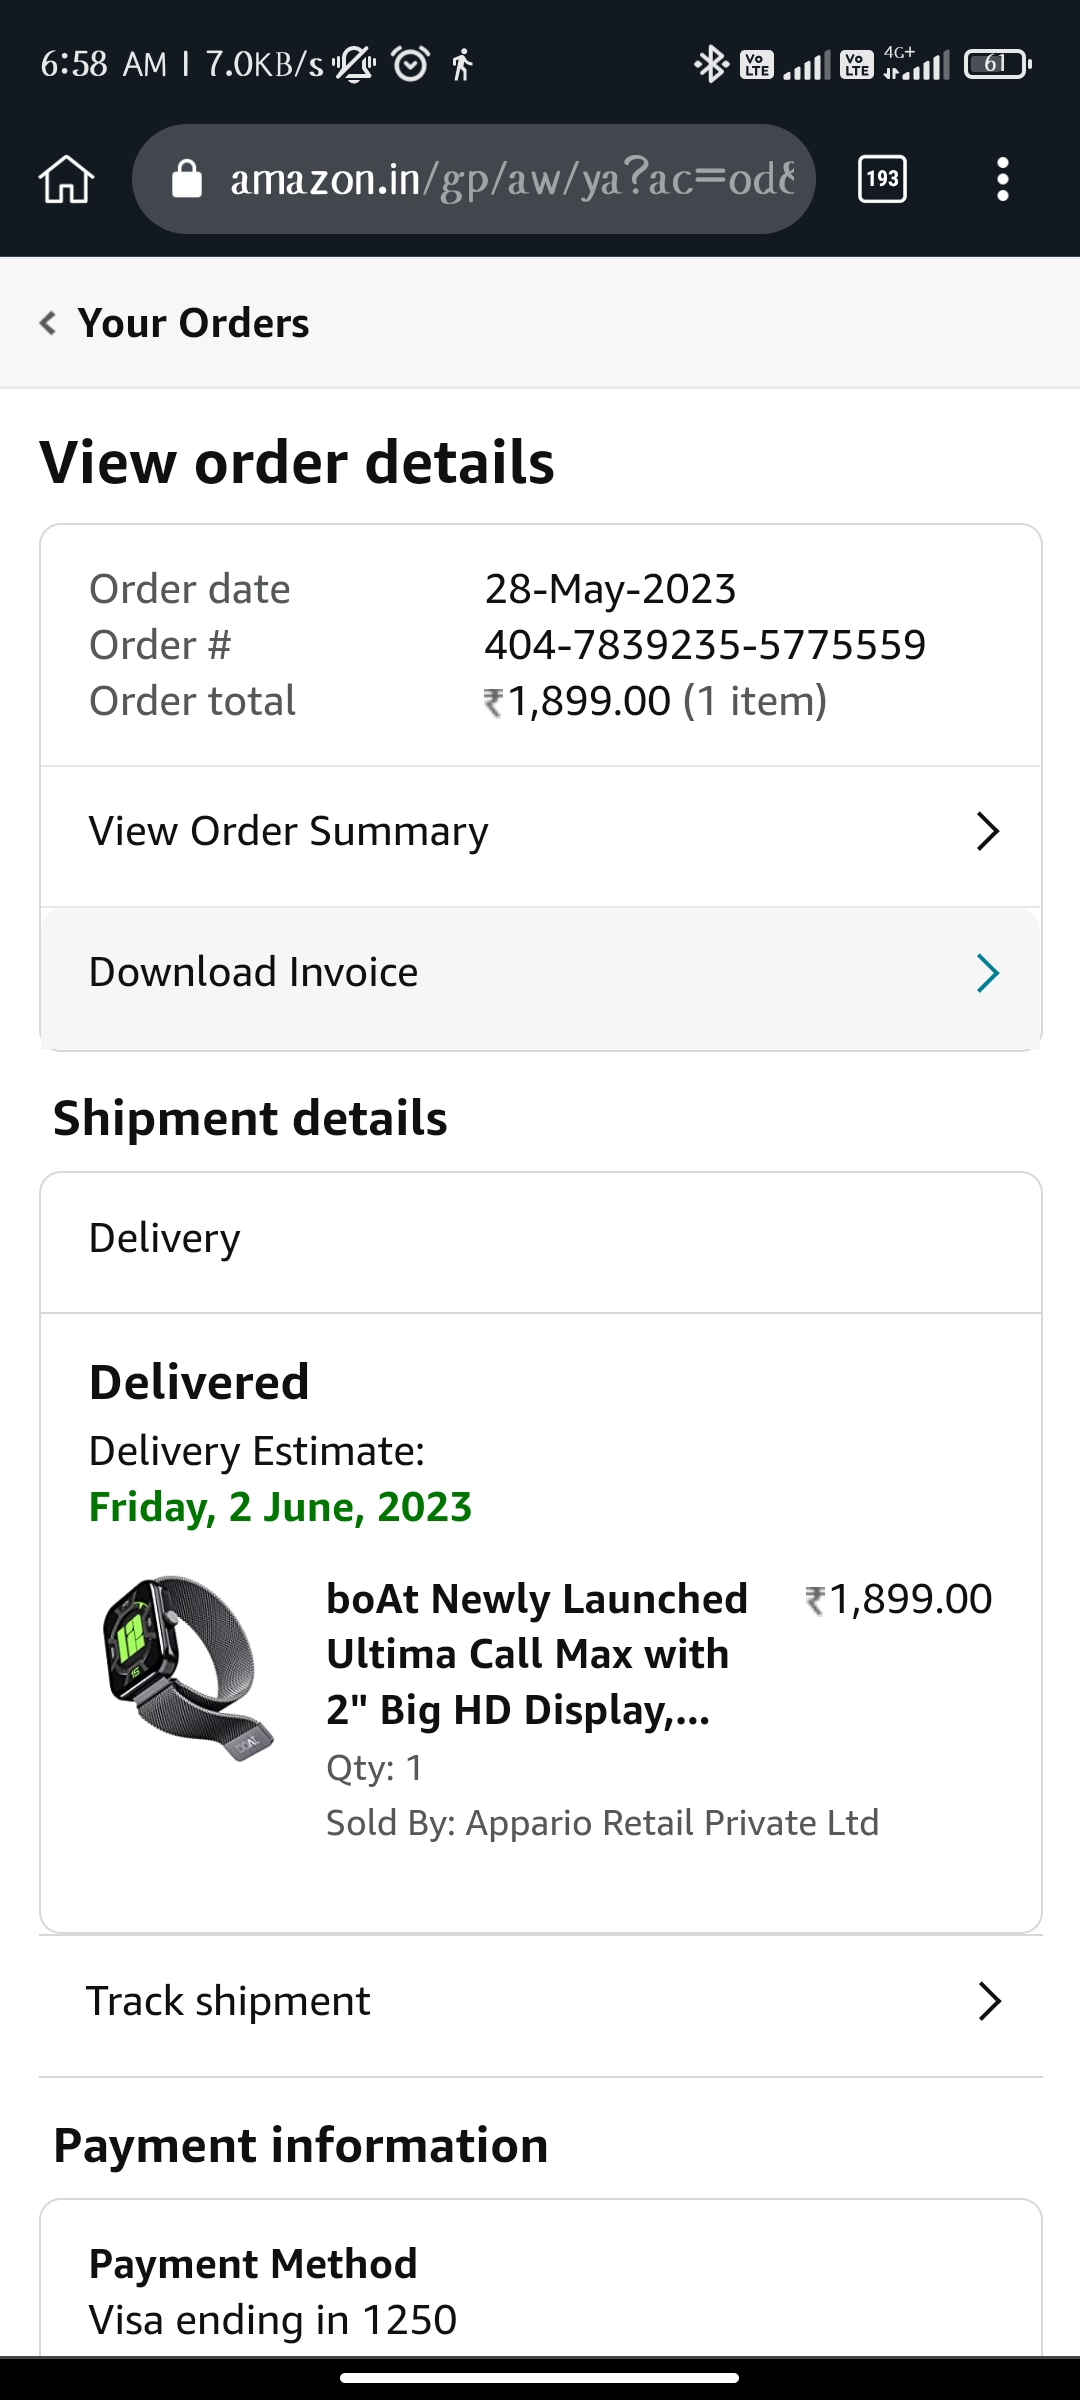 6:58 AM | 7.0KB/s
Vo LTE Vo LTE 4G+ 61
amazon.in/gp/aw/ya?ac=od&
193
Your Orders
View order details
Order date 28-May-2023
Order # 404-7839235-5775559
Order total ₹1,899.00 (1 item)
View Order Summary
Download Invoice
Shipment details
Delivery
Delivered
Delivery Estimate:
Friday, 2 June, 2023
boAt Newly Launched ₹1,899.00
Ultima Call Max with
2" Big HD Display,...
Qty: 1
Sold By: Appario Retail Private Ltd
12
15
boAt
Track shipment
Payment information
Payment Method
Visa ending in 1250